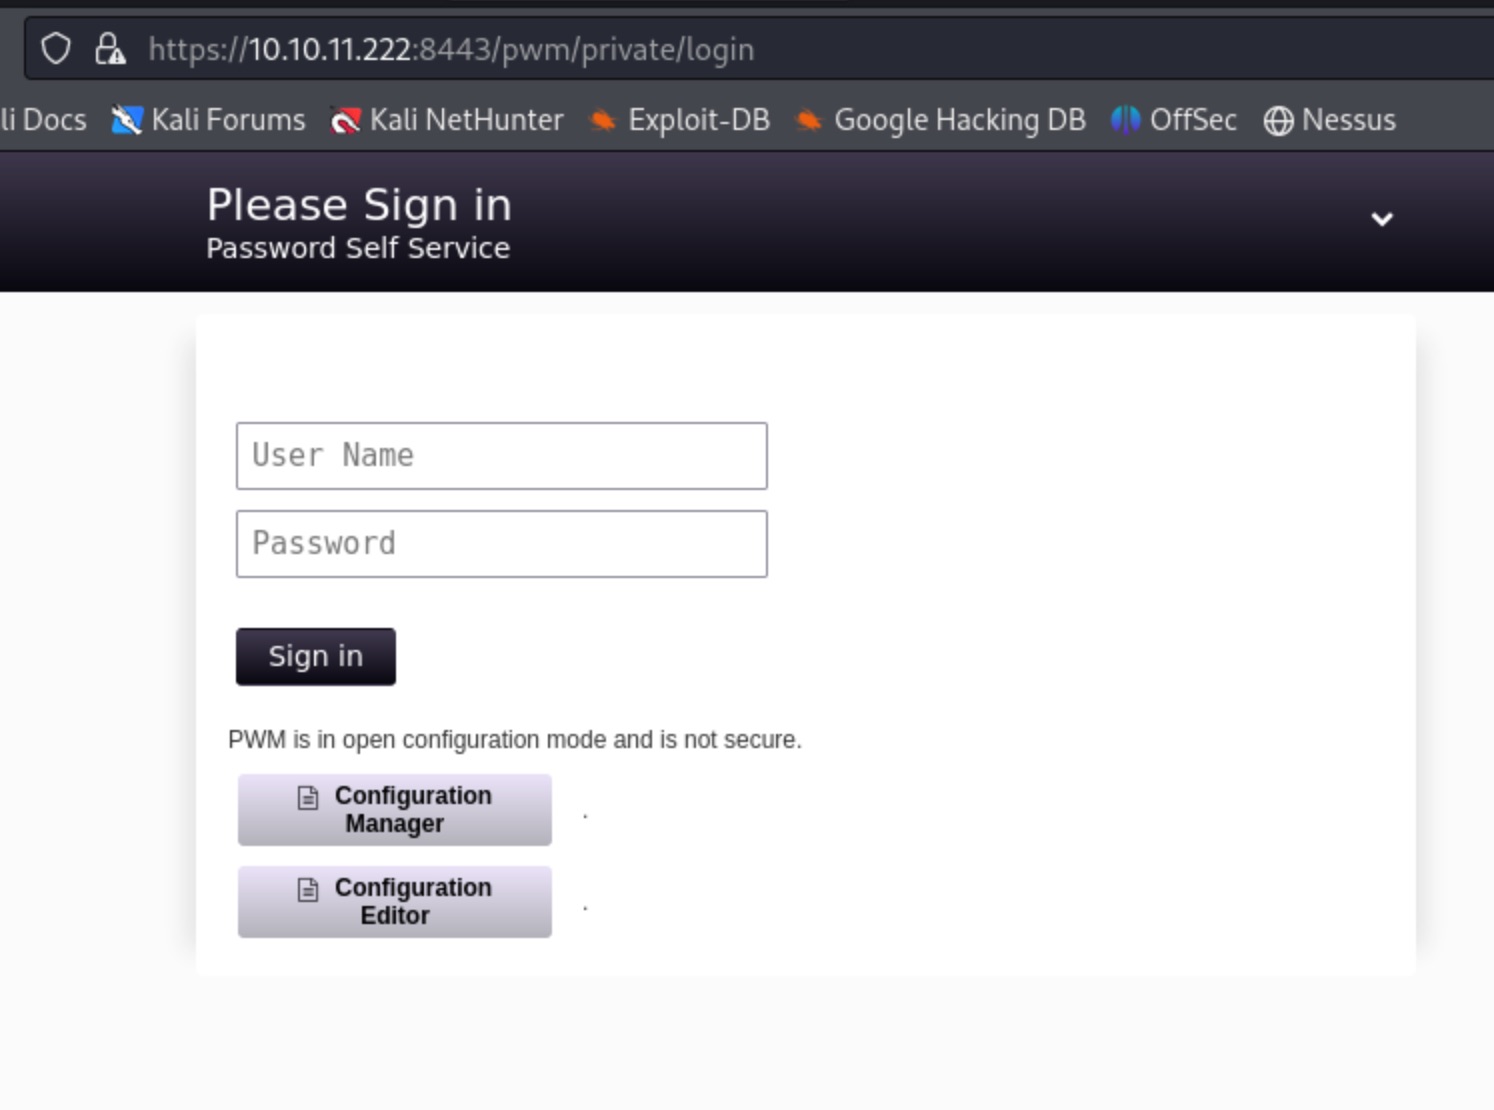 https://10.10.11.222:8443/pwm/private/login
li Docs Kali Forums Kali NetHunter Exploit-DB Google Hacking DB OffSec Nessus
Please Sign in
Password Self Service
User Name
Password
Sign in
PWM is in open configuration mode and is not secure.
Configuration
Manager
.
Configuration
Editor
.